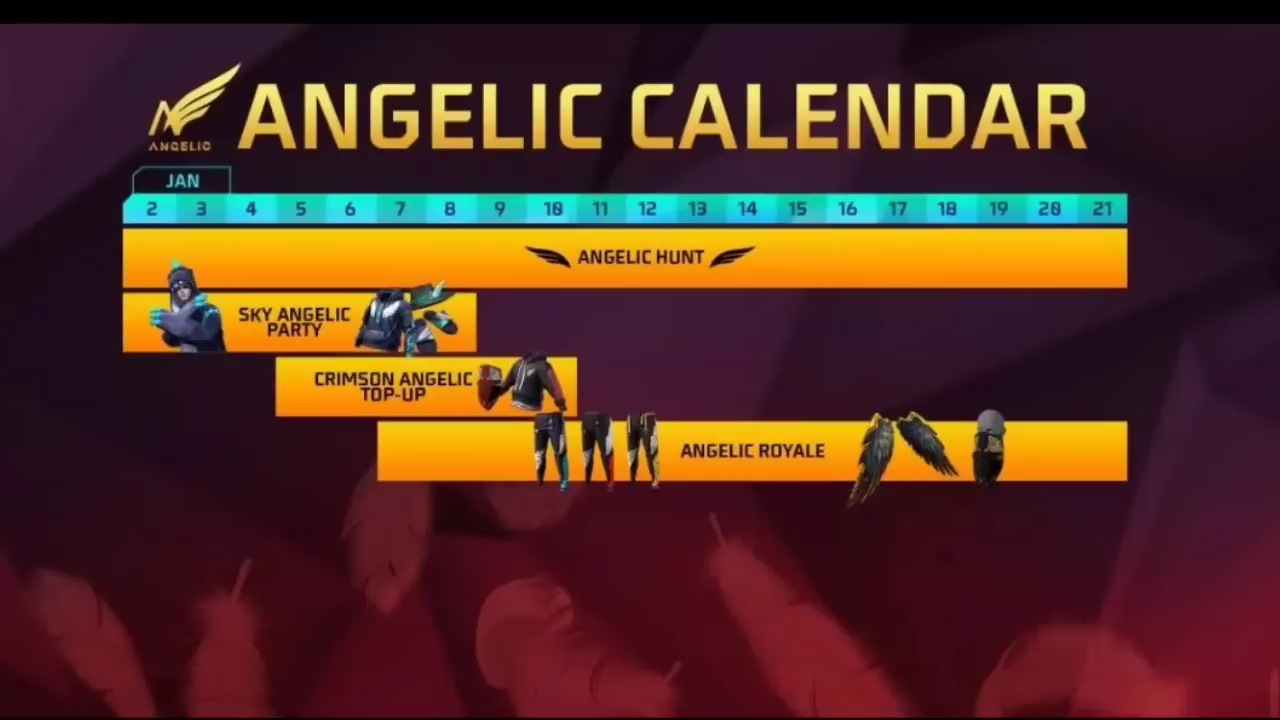 ANGELIC
ANGELIC CALENDAR
JAN
2 3 4 5 6 7 8 9 10 11 12 13 14 15 16 17 18 19 20 21
ANGELIC HUNT
SKY ANGELIC
PARTY
CRIMSON ANGELIC
TOP-UP
ANGELIC ROYALE